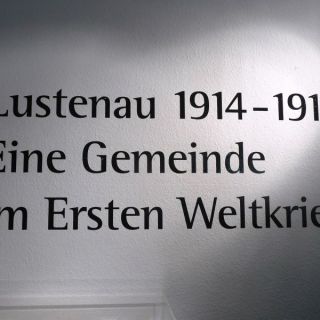 Lustenau 1914-191
Eine Gemeinde
m Ersten Weltkrie